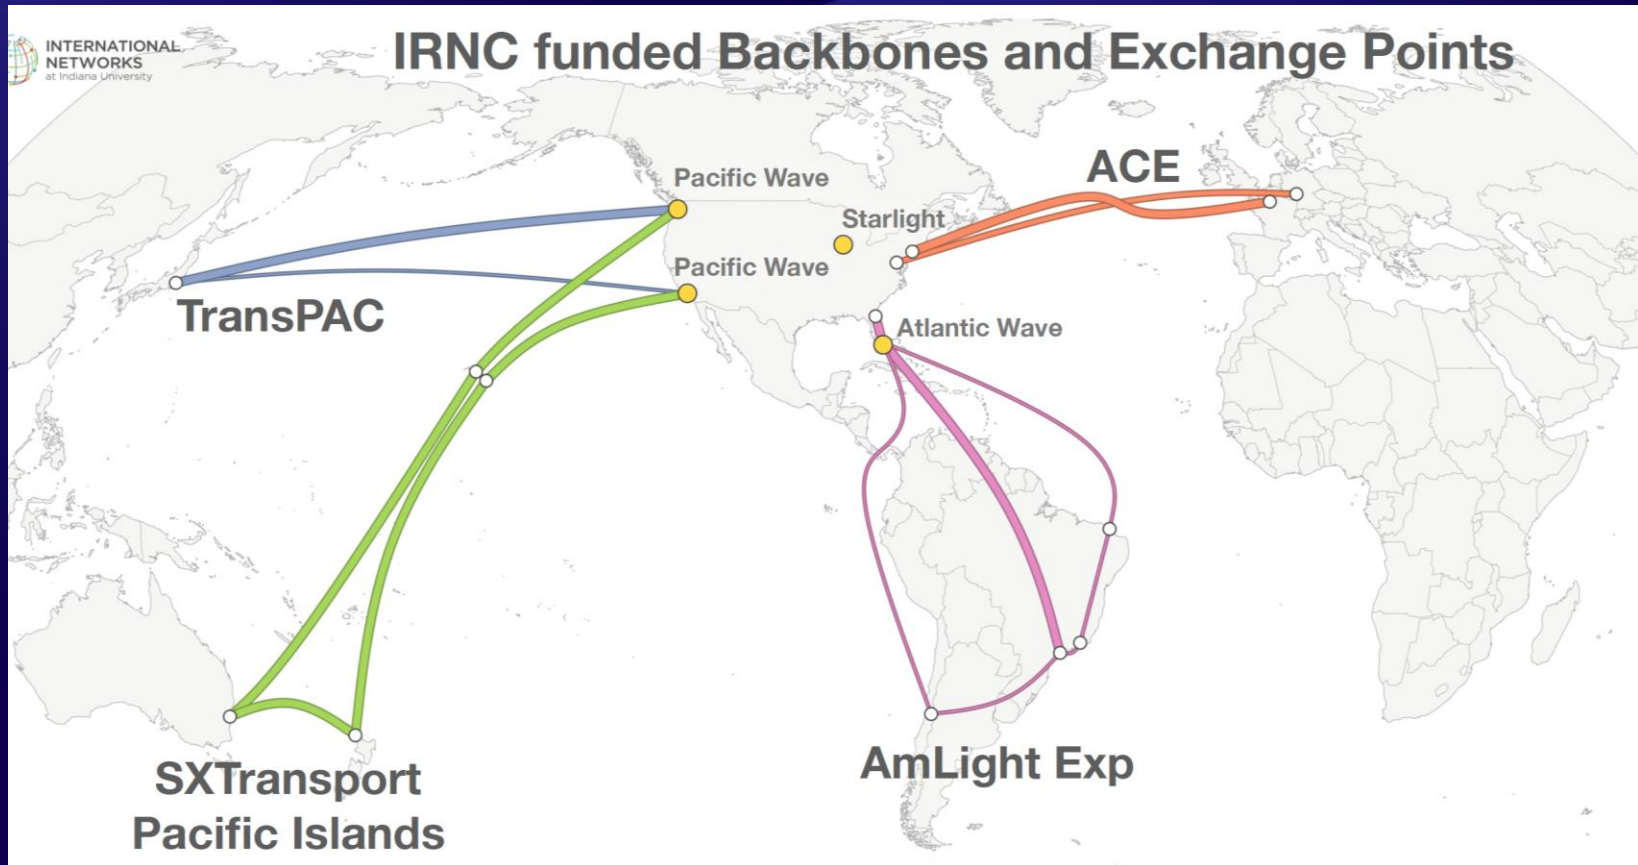 INTERNATIONAL
NETWORKS
at Indiana University
IRNC funded Backbones and Exchange Points
ACE
Pacific Wave
Starlight
Pacific Wave
TransPAC
Atlantic Wave
AmLight Exp
SXTransport
Pacific Islands